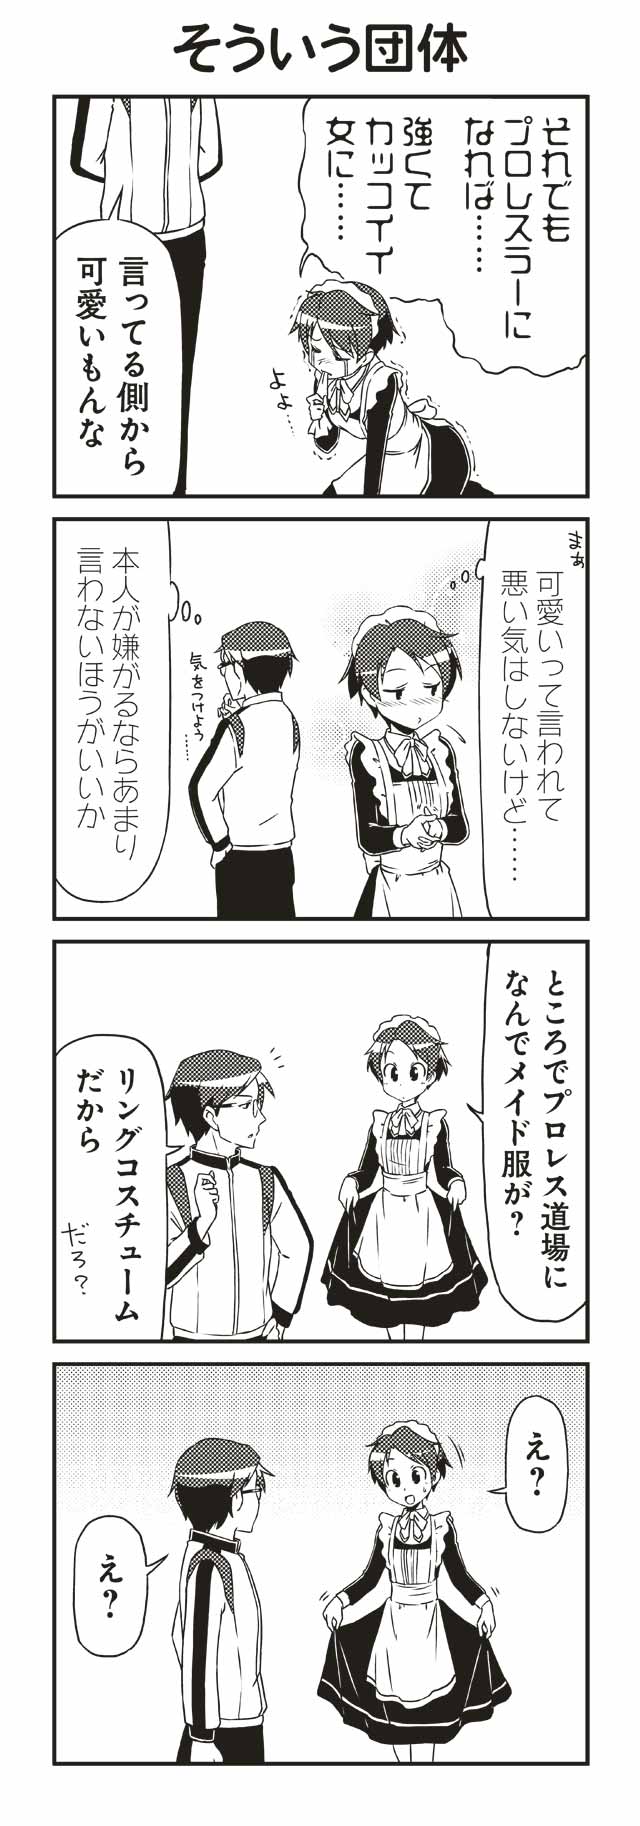 そういう団体
それでも
プロレスラーに
なれば……
強くて
カッコイイ
女に……
よよ…
言ってる側から
可愛いもんな
まぁ
可愛いって言われて
悪い気はしないけど……
気をつけよう……
本人が嫌がるならあまり
言わないほうがいいか
ところでプロレス道場に
なんでメイド服が?
リングコスチューム
だから
だろ?
え?
え?